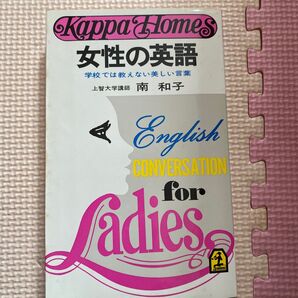 Kappa Homes
女性の英語
学校では教えない美しい言葉
上智大学講師 南 和子
English
CONVERSATION
for
Ladies